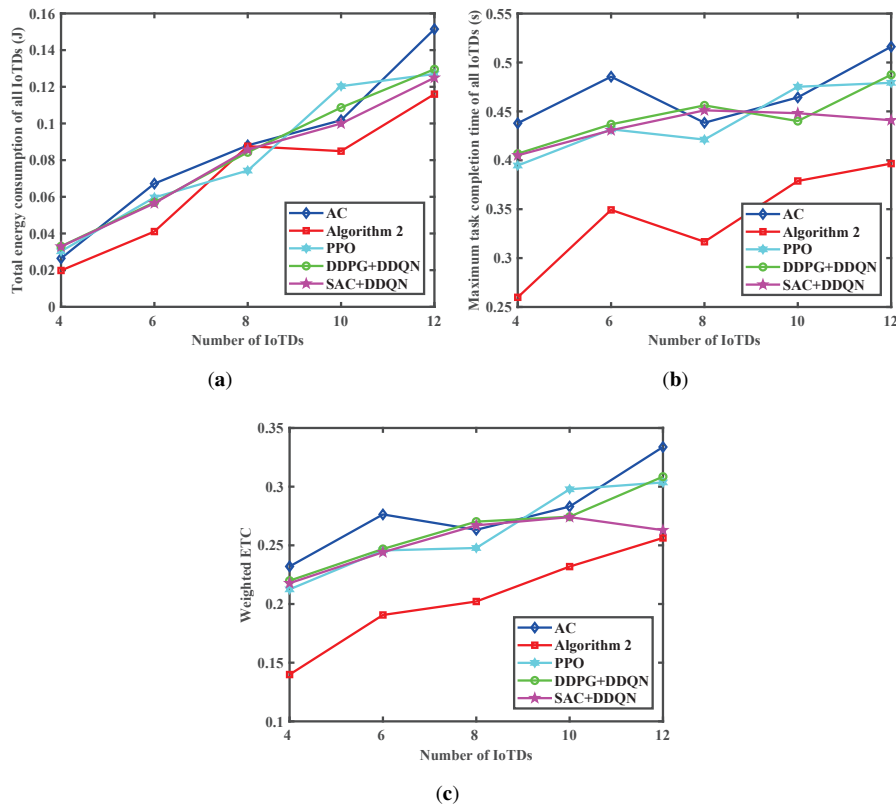 Total energy consumption of all IoTDs (J)
0.16
0.14
0.12
0.1
0.08
0.06
0.04
0.02
0
AC
Algorithm 2
PPO
DDPG+DDQN
SAC+DDQN
4 6 8 10 12
Number of IoTDs
(a)
Maximum task completion time of all IoTDs (s)
0.55
0.5
0.45
0.4
0.35
0.3
0.25
AC
Algorithm 2
PPO
DDPG+DDQN
SAC+DDQN
4 6 8 10 12
Number of IoTDs
(b)
Weighted ETC
0.35
0.3
0.25
0.2
0.15
0.1
AC
Algorithm 2
PPO
DDPG+DDQN
SAC+DDQN
4 6 8 10 12
Number of IoTDs
(c)